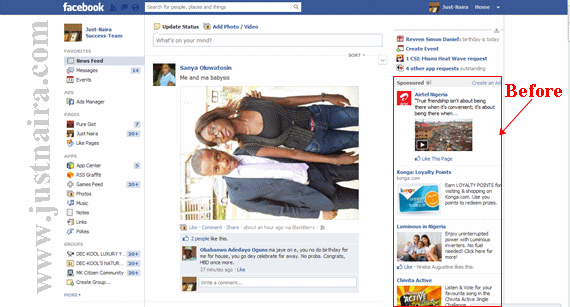 facebook
Search for people, places and things
Just-Naira
Home
Just-Naira
Success-Team
FAVORITES
News Feed
Messages 14
Events
APPS
Ads Manager
PAGES
Pure Gist 7
Just Naira 20+
Like Pages
APPS
App Center 5
RSS Graffiti
Games Feed 20+
Photos
Music
Notes
Links
Pokes
GROUPS
DEC KOOL LUXURY Y... 20+
DEC KOOL NATUR... 20+
MK Citizen Community 20+
Create Group...
MORE
www.justnaira.com
Update Status
Add Photo / Video
What's on your mind?
SORT
Sanya Oluwatosin
Me and ma babysis
Like · Comment · Share · about an hour ago via BlackBerry ·
2 people like this.
Obabanwo Adedayo Oguns ma jaye on e, you no do birthday for
me for house, you go dey celebrate for away. No probs. Congrats,
HBD once more.
37 minutes ago · Like
Write a comment...
Revren Simon Daniel's birthday is today
Create Event
1 CSD Miami Heat Wave request
4 other app requests outstanding
Sponsored
Create an Ad
Airtel Nigeria
"True friendship isn't about being
there when it's convenient; it's about
being there when...
Like This Page
Konga: Loyalty Points
konga.com
Konga
Earn LOYALTY POINTS for
visiting & shopping on
Konga.com. Use your
points to redeem prizes.
Luminous in Nigeria
Enjoy uninterrupted
power with Luminous
inverters. No fuel
needed! Click here for
more!
Like · Nneka Augustina likes this.
Chivita Active
Listen & Vote for your
favourite song in the
Chivita Active Jingle
Challenge.
Before